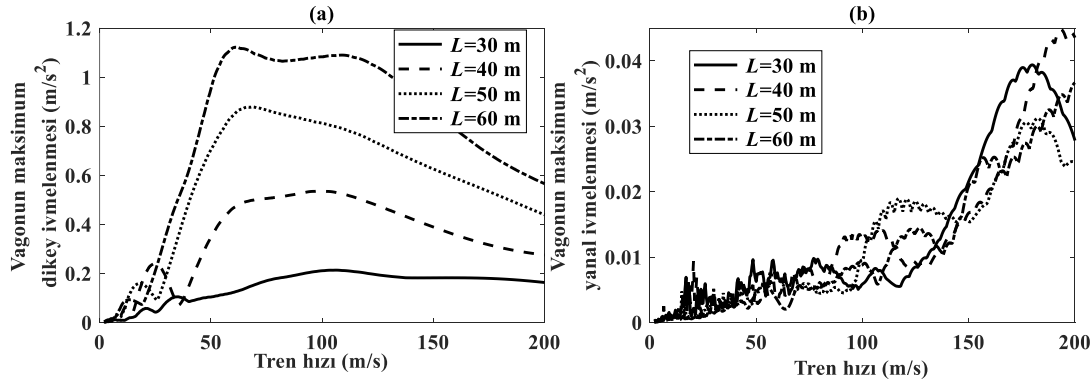 (a)
1.2
1
0.8
0.6
0.4
0.2
0
Vagonun maksimum
dikey ivmelenmesi (m/s²)
L=30 m
L=40 m
L=50 m
L=60 m
0 50 100 150 200
Tren hızı (m/s)
(b)
0.04
0.03
0.02
0.01
0
Vagonun maksimum
yanal ivmelenmesi (m/s²)
L=30 m
L=40 m
L=50 m
L=60 m
0 50 100 150 200
Tren hızı (m/s)